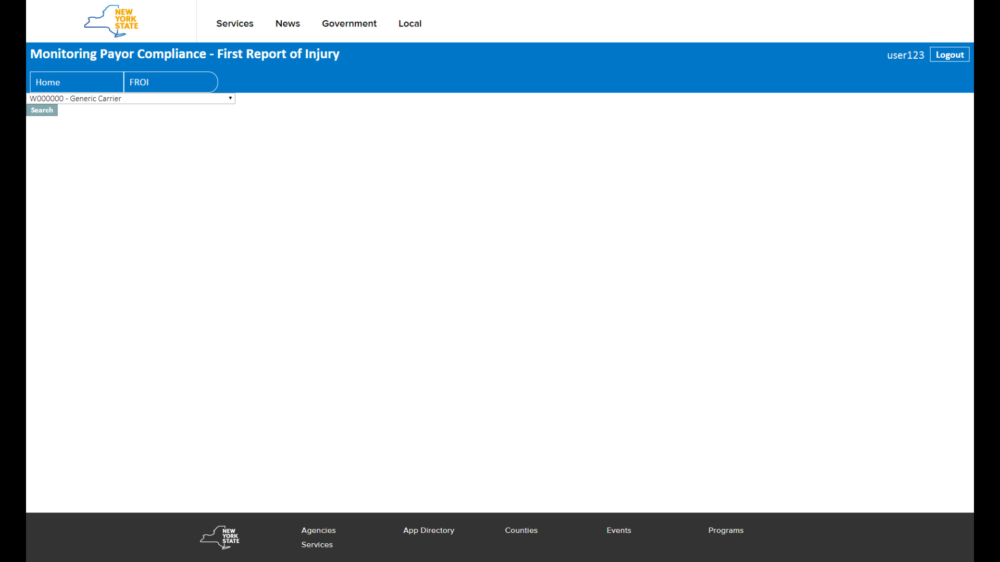 NEW
YORK
STATE
Services News Government Local
Monitoring Payor Compliance - First Report of Injury
user123 Logout
Home FROI
W000000 - Generic Carrier
Search
NEW
YORK
STATE
Agencies App Directory Counties Events Programs
Services